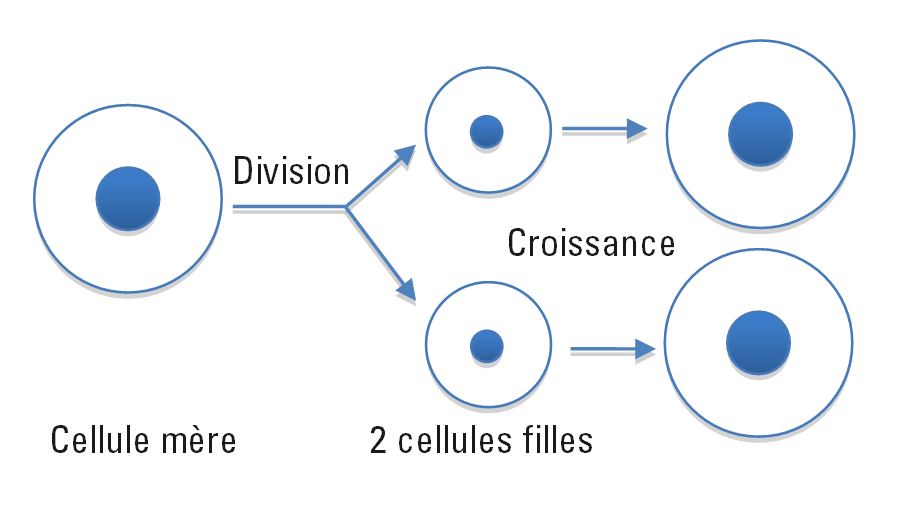 Division
Croissance
Cellule mère
2 cellules filles